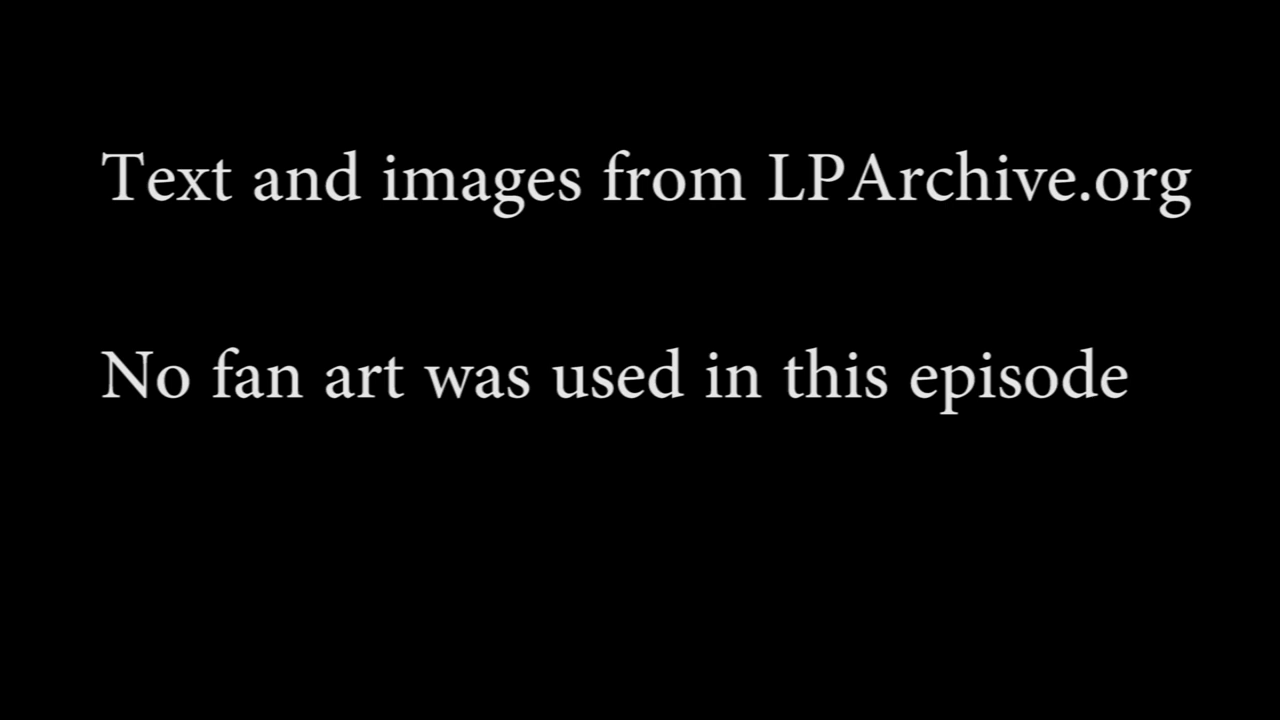 Text and images from LPArchive.org
No fan art was used in this episode